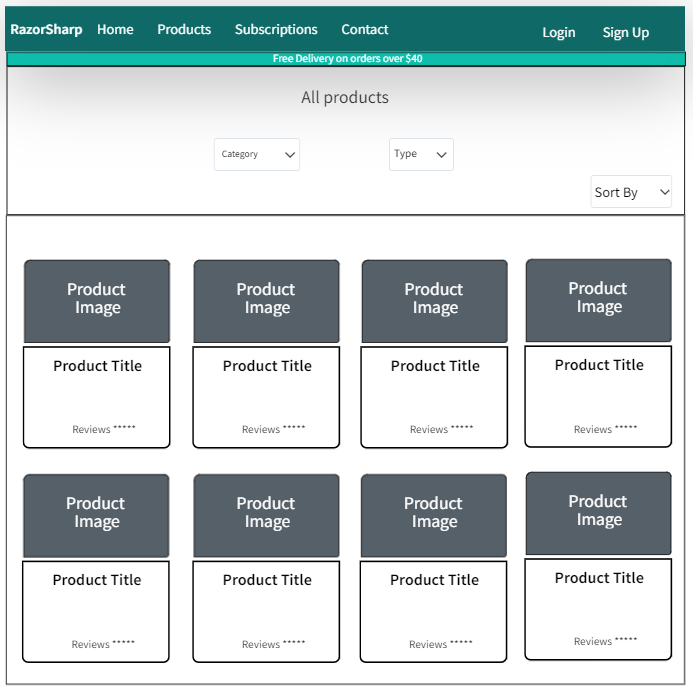 RazorSharp Home Products Subscriptions Contact Login Sign Up
Free Delivery on orders over $40
All products
Category Type
Sort By
Product Image
Product Image
Product Image
Product Image
Product Title
Product Title
Product Title
Product Title
Reviews *****
Reviews *****
Reviews *****
Reviews *****
Product Image
Product Image
Product Image
Product Image
Product Title
Product Title
Product Title
Product Title
Reviews *****
Reviews *****
Reviews *****
Reviews *****